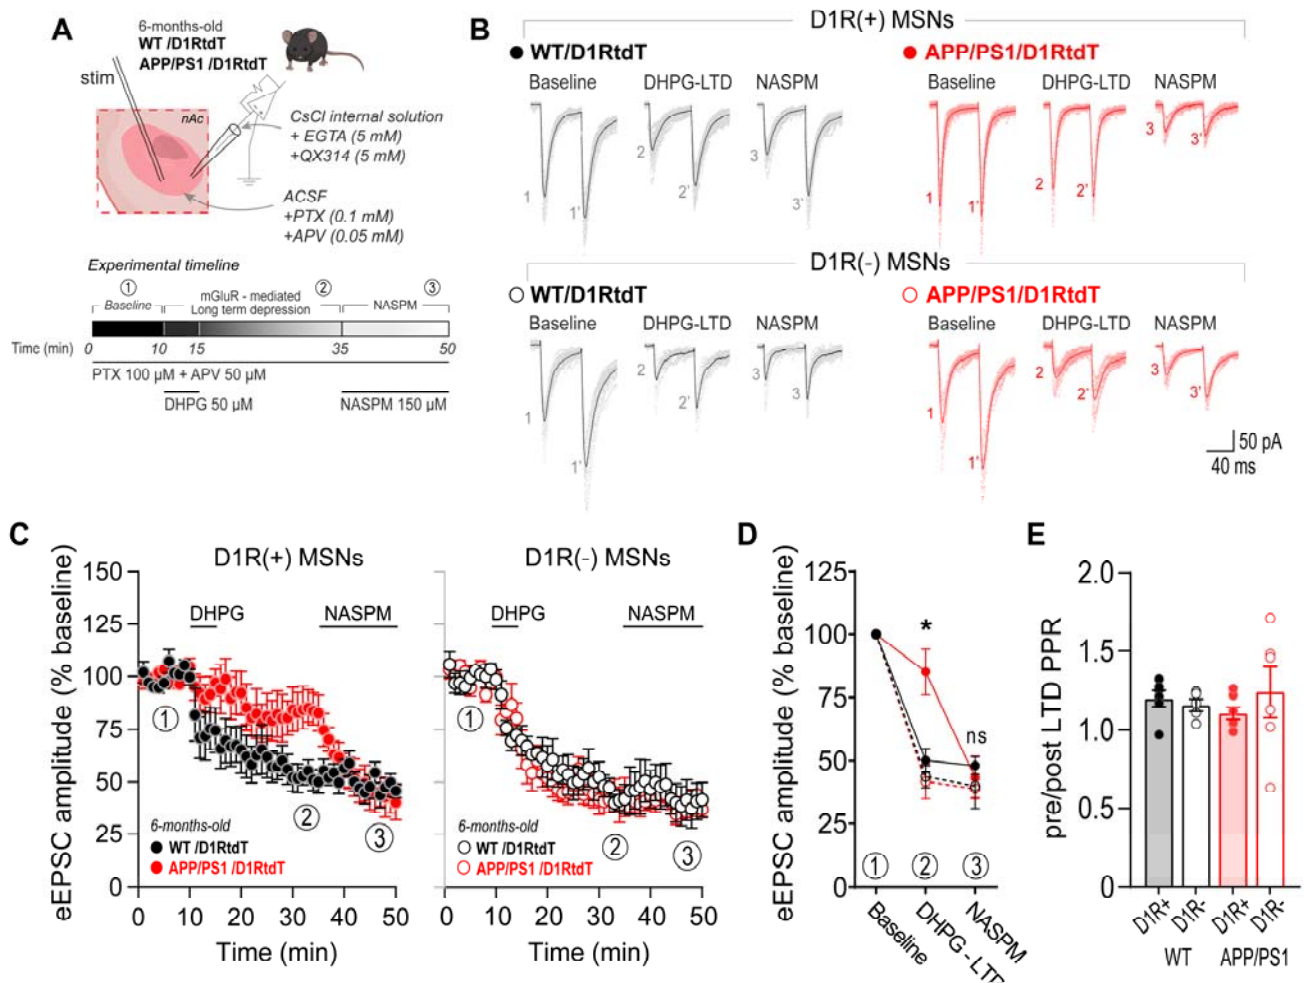 A
6-months-old
WT /D1RtdT
APP/PS1 /D1RtdT
stim
nAc
CsCl internal solution
+ EGTA (5 mM)
+QX314 (5 mM)
ACSF
+PTX (0.1 mM)
+APV (0.05 mM)
Experimental timeline
1 2 3
Baseline
mGluR - mediated
Long term depression
NASPM
Time (min) 0 10 15 35 50
PTX 100 µM + APV 50 µM
DHPG 50 µM
NASPM 150 µM
B
D1R(+) MSNs
WT/D1RtdT
Baseline DHPG-LTD NASPM
1 1' 2 2' 3 3'
APP/PS1/D1RtdT
Baseline DHPG-LTD NASPM
1 1' 2 2' 3 3'
D1R(-) MSNs
WT/D1RtdT
Baseline DHPG-LTD NASPM
1 1' 2 2' 3
APP/PS1/D1RtdT
Baseline DHPG-LTD NASPM
1 1' 2 2' 3 3'
50 pA
40 ms
C
D1R(+) MSNs
eEPSC amplitude (% baseline)
150
125
100
75
50
25
0
DHPG
NASPM
1
2
3
6-months-old
WT /D1RtdT
APP/PS1 /D1RtdT
0 10 20 30 40 50
Time (min)
D1R(-) MSNs
DHPG
NASPM
1
2
3
6-months-old
WT /D1RtdT
APP/PS1 /D1RtdT
0 10 20 30 40 50
Time (min)
D
eEPSC amplitude (% baseline)
125
100
75
50
25
0
*
ns
1 2 3
Baseline
DHPG - LTD
NASPM
E
pre/post LTD PPR
2.0
1.5
1.0
0.5
0
D1R+ D1R- D1R+ D1R-
WT APP/PS1